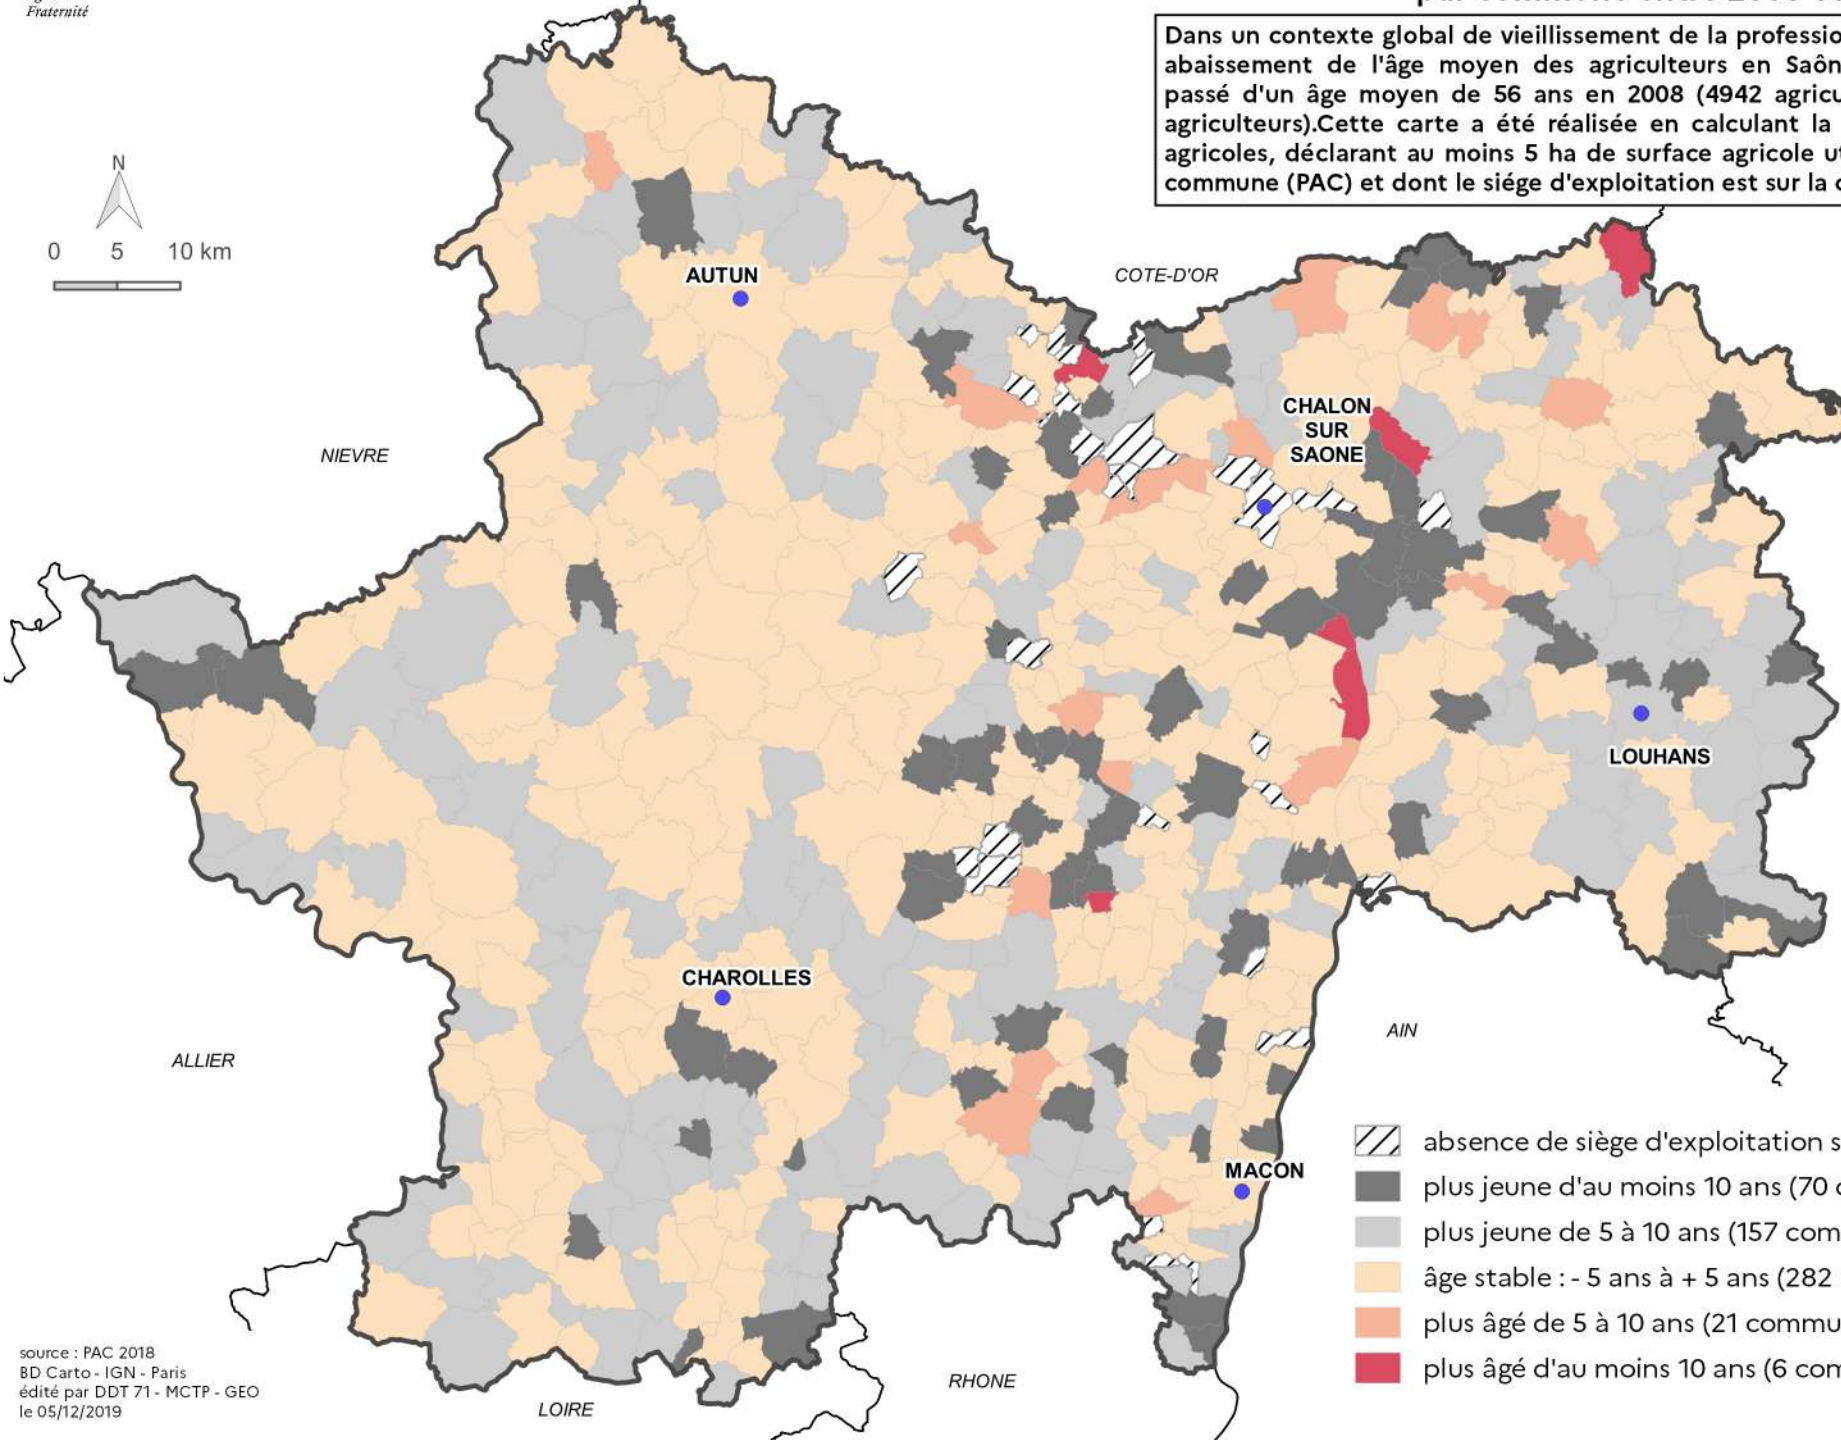 Fraternité
Dans un contexte global de vieillissement de la
abaissement de l'âge moyen des agriculteurs en
passé d'un âge moyen de 56 ans en 2008 (4942
agriculteurs).Cette carte a été réalisée en calculant la
agricoles, déclarant au moins 5 ha de surface agricole
commune (PAC) et dont le siége d'exploitation est sur la
N
0 5 10 km
COTE-D'OR
AUTUN
CHALON
SUR
SAONE
NIEVRE
LOUHANS
CHAROLLES
AIN
ALLIER
MACON
absence de siège d'exploitation
plus jeune d'au moins 10 ans (70
plus jeune de 5 à 10 ans (157
âge stable : - 5 ans à + 5 ans (282
plus âgé de 5 à 10 ans (21
plus âgé d'au moins 10 ans (6
source : PAC 2018
BD Carto - IGN - Paris
édité par DDT 71 - MCTP - GEO
le 05/12/2019
RHONE
LOIRE